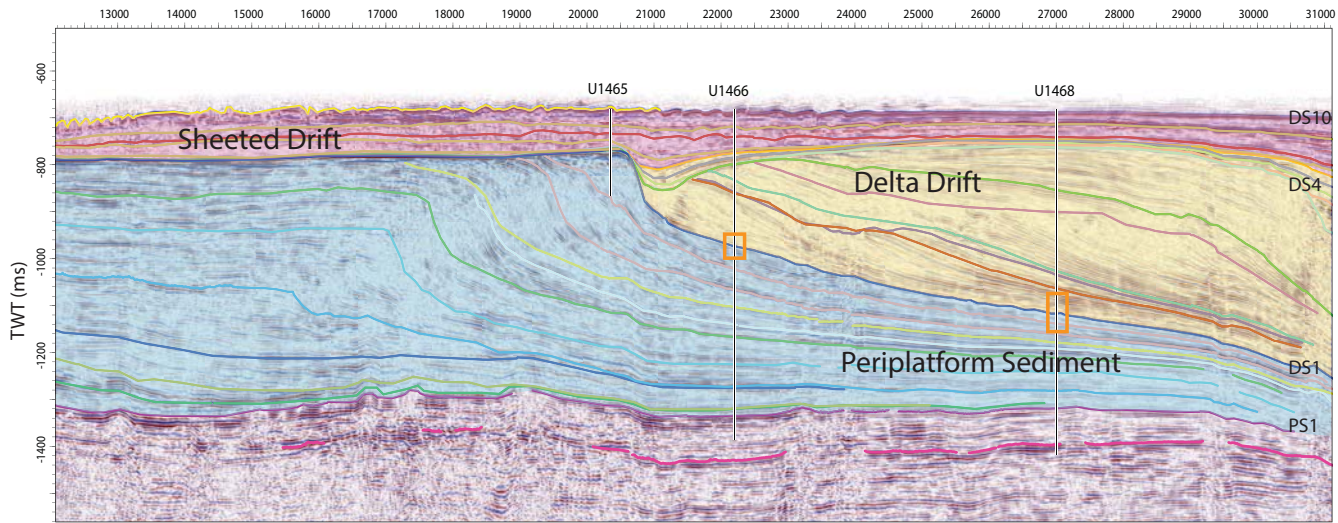 13000 14000 15000 16000 17000 18000 19000 20000 21000 22000 23000 24000 25000 26000 27000 28000 29000 30000 31000
-600
U1465
U1466
U1468
DS10
Sheeted Drift
-800
Delta Drift
DS4
-1000
TWT (ms)
Periplatform Sediment
-1200
DS1
PS1
-1400